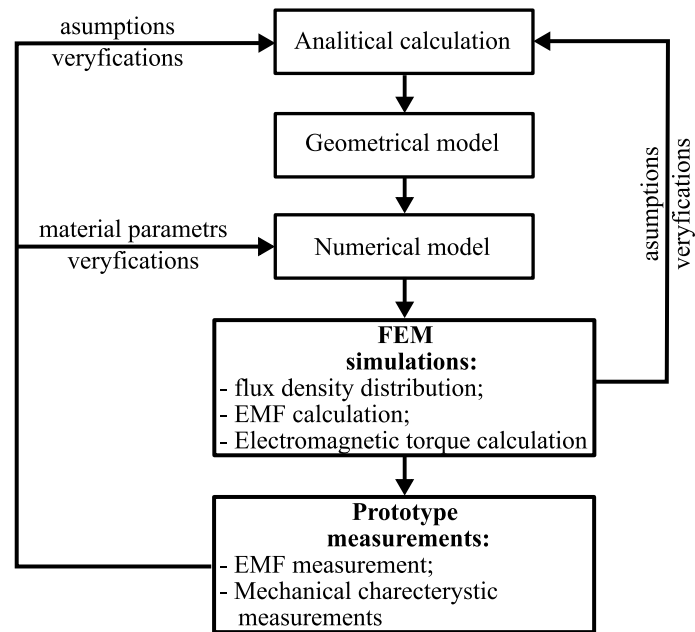 asumptions
veryfications
Analitical calculation
Geometrical model
material parametrs
veryfications
Numerical model
asumptions
veryfications
FEM
simulations:
- flux density distribution;
- EMF calculation;
- Electromagnetic torque calculation
Prototype
measurements:
- EMF measurement;
- Mechanical charecterystic
measurements